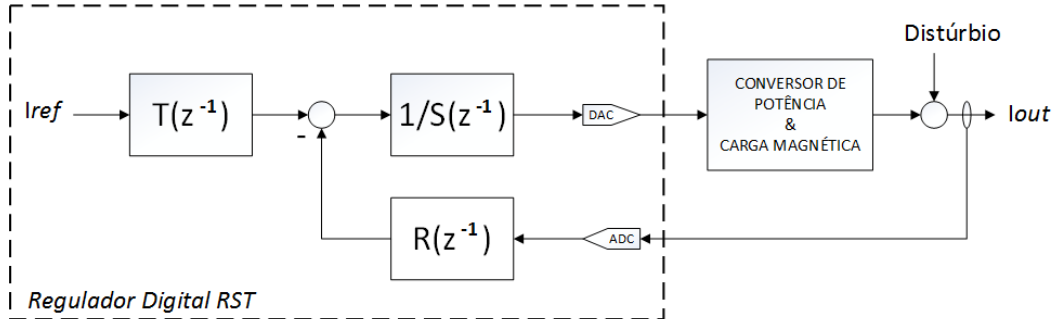 Distúrbio
Iref
T(z⁻¹)
-
1/S(z⁻¹)
DAC
CONVERSOR DE
POTÊNCIA
&
CARGA MAGNÉTICA
Iout
R(z⁻¹)
ADC
Regulador Digital RST